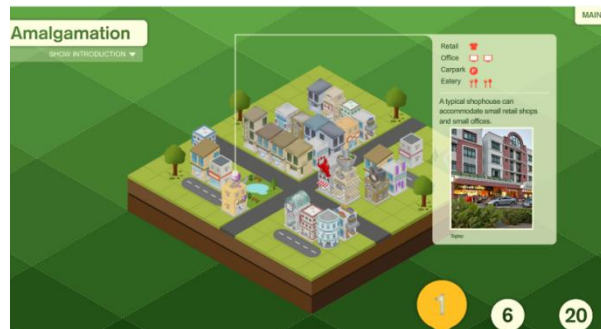 Amalgamation
MAIN
SHOW INTRODUCTION
Retail
Office
Carpark
Eatery
A typical shophouse can
accommodate small retail shops
and small offices.
1
6
20